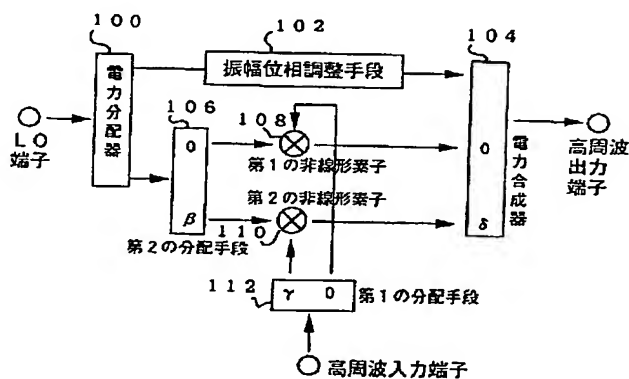 100
102
104
振幅位相調整手段
電力分配器
106
108
LO
端子
0
第1の非線形素子
第2の非線形素子
0
電力合成器
高周波
出力
端子
β
110
δ
第2の分配手段
112
γ 0
第1の分配手段
高周波入力端子